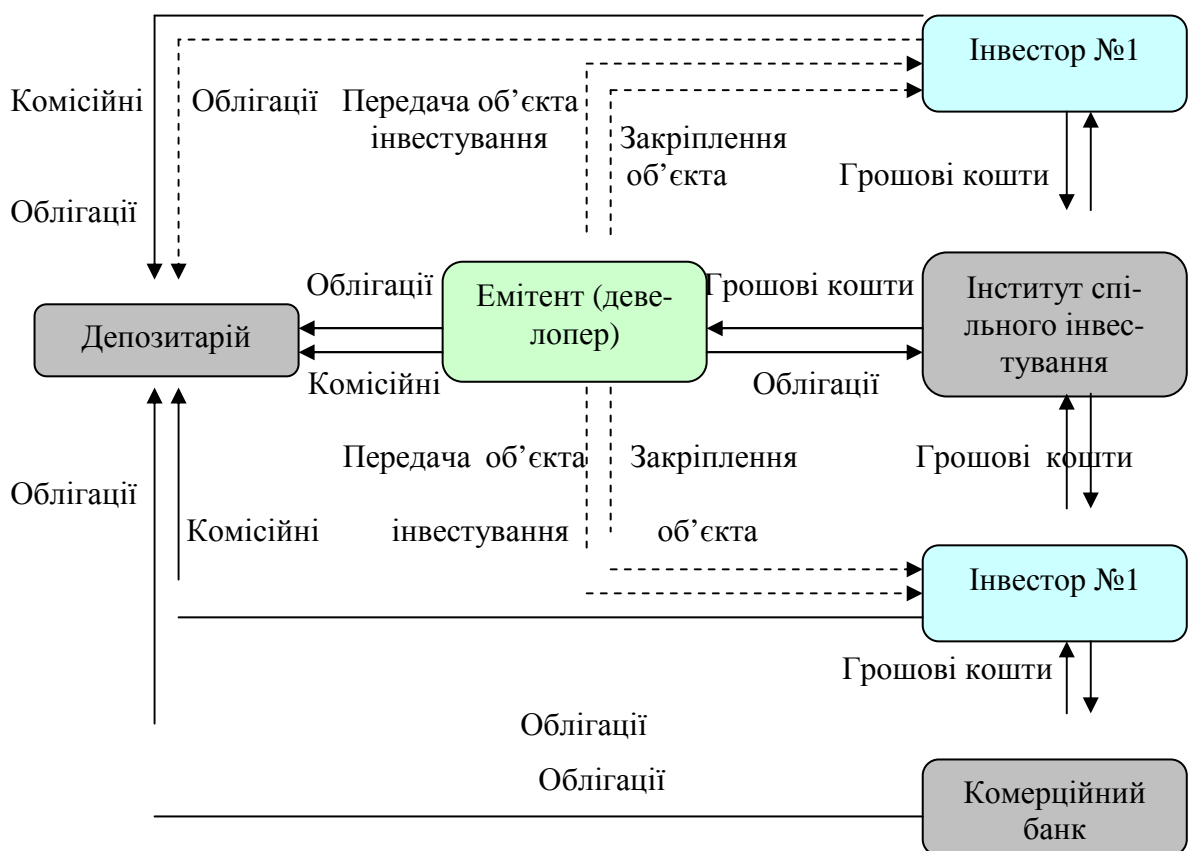 Інвестор №1
Комісійні
Облігації
Передача об’єкта
інвестування
Закріплення
об’єкта
Грошові кошти
Облігації
Облігації
Емітент (деве-
лопер)
Грошові кошти
Інститут спі-
льного інвес-
тування
Депозитарій
Комісійні
Облігації
Передача об’єкта
Закріплення
Грошові кошти
Облігації
Комісійні
інвестування
об’єкта
Інвестор №1
Грошові кошти
Облігації
Облігації
Комерційний
банк